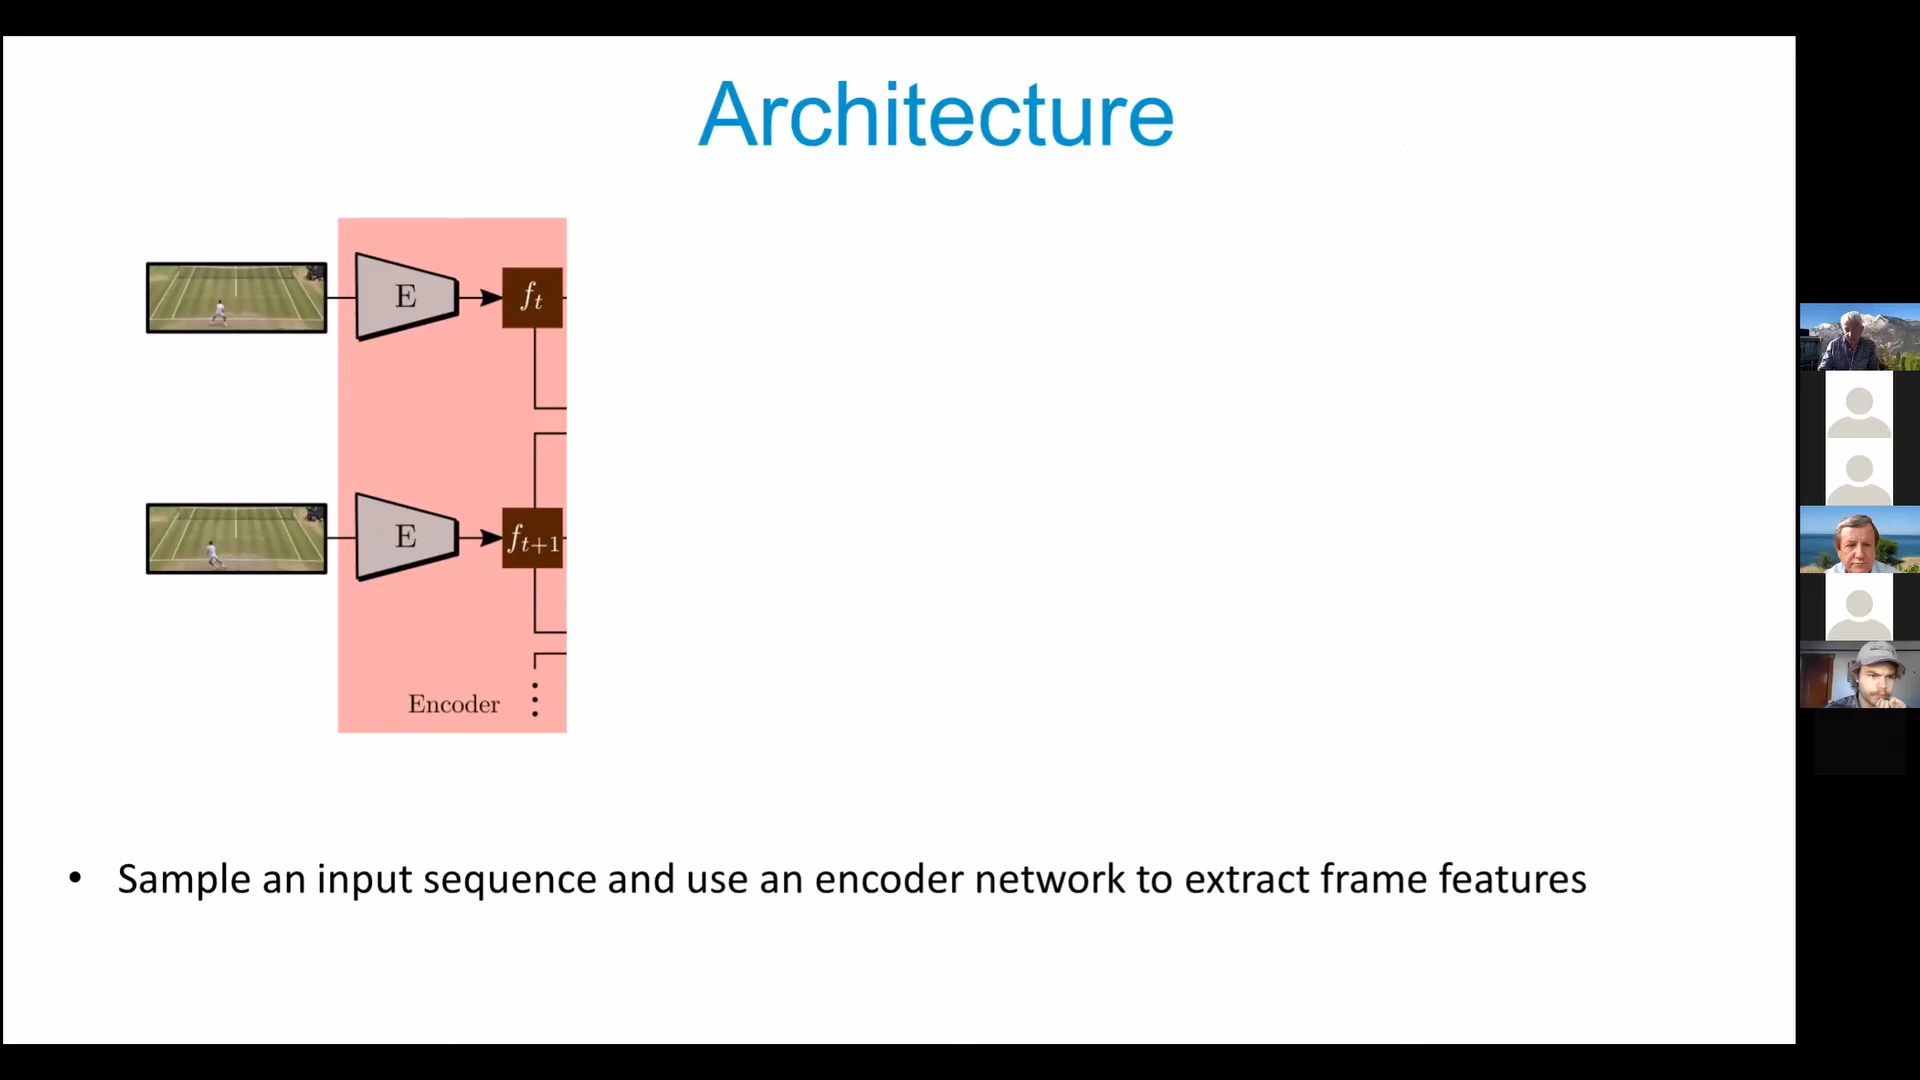 Architecture
E
f_t
E
f_{t+1}
Encoder
• Sample an input sequence and use an encoder network to extract frame features